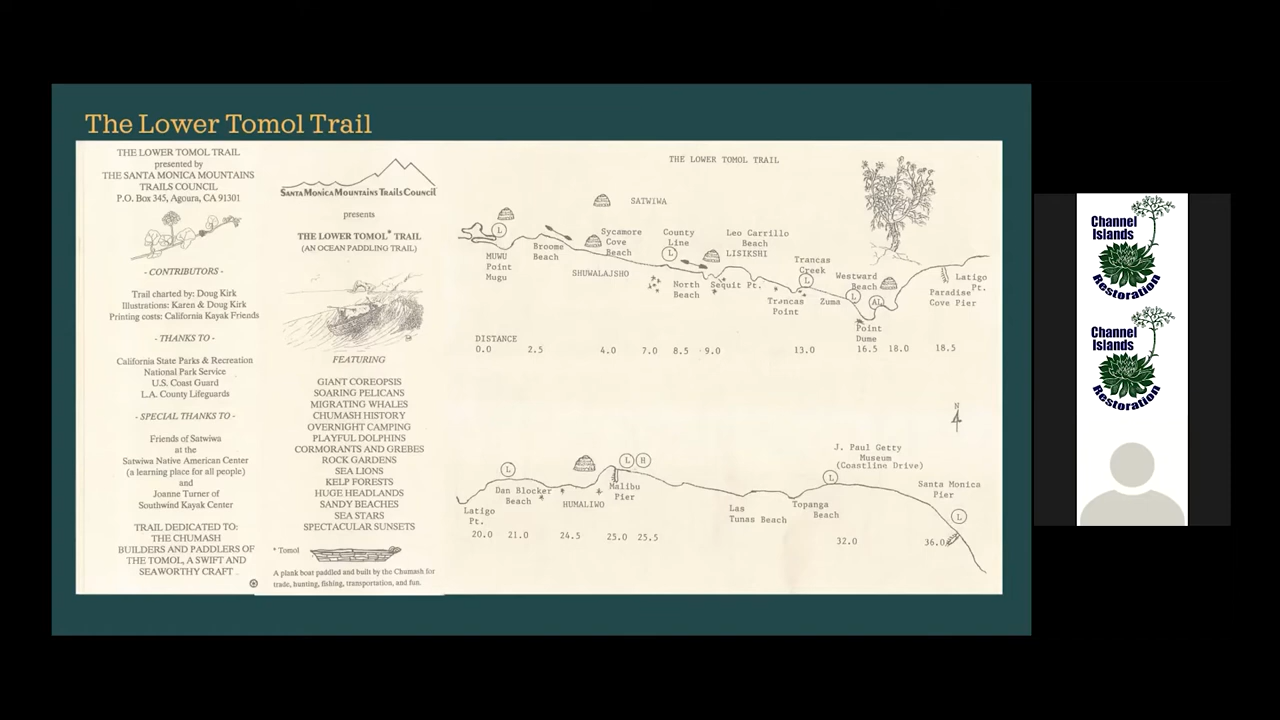 The Lower Tomol Trail
THE LOWER TOMOL TRAIL
presented by
THE SANTA MONICA MOUNTAINS
TRAILS COUNCIL
P.O. Box 345, Agoura, CA 91301
- CONTRIBUTORS -
Trail charted by: Doug Kirk
Illustrations: Karen & Doug Kirk
Printing costs: California Kayak Friends
- THANKS TO -
California State Parks & Recreation
National Park Service
U.S. Coast Guard
L.A. County Lifeguards
- SPECIAL THANKS TO -
Friends of Satwiwa
at the
Satwiwa Native American Center
(a learning place for all people)
and
Joanne Turner of
Southwind Kayak Center
TRAIL DEDICATED TO:
THE CHUMASH
BUILDERS AND PADDLERS OF
THE TOMOL, A SWIFT AND
SEAWORTHY CRAFT.
SANTA MONICA MOUNTAINS TRAILS COUNCIL
presents
THE LOWER TOMOL* TRAIL
(AN OCEAN PADDLING TRAIL)
FEATURING
GIANT COREOPSIS
SOARING PELICANS
MIGRATING WHALES
CHUMASH HISTORY
OVERNIGHT CAMPING
PLAYFUL DOLPHINS
CORMORANTS AND GREBES
ROCK GARDENS
SEA LIONS
KELP FORESTS
HUGE HEADLANDS
SANDY BEACHES
SEA STARS
SPECTACULAR SUNSETS
* Tomol
A plank boat paddled and built by the Chumash for
trade, hunting, fishing, transportation, and fun.
THE LOWER TOMOL TRAIL
SATWIWA
L
MUWU
Point
Mugu
Broome
Beach
Sycamore
Cove
Beach
SHUWALAJSHO
County
Line
L
North
Beach
Leo Carrillo
Beach
LISIKSHI
Sequit Pt.
Trancas
Creek
L
Trancas
Point
Zuma
Westward
Beach
L
AL
Point
Dume
Paradise
Cove Pier
Latigo
Pt.
DISTANCE
0.0 2.5 4.0 7.0 8.5 9.0 13.0 16.5 18.0 18.5
N
Latigo
Pt.
L
Dan Blocker
Beach
HUMALIWO
L H
Malibu
Pier
Las
Tunas Beach
Topanga
Beach
L
J. Paul Getty
Museum
(Coastline Drive)
Santa Monica
Pier
L
20.0 21.0 24.5 25.0 25.5 32.0 36.0
Channel
Islands
Restoration
Channel
Islands
Restoration